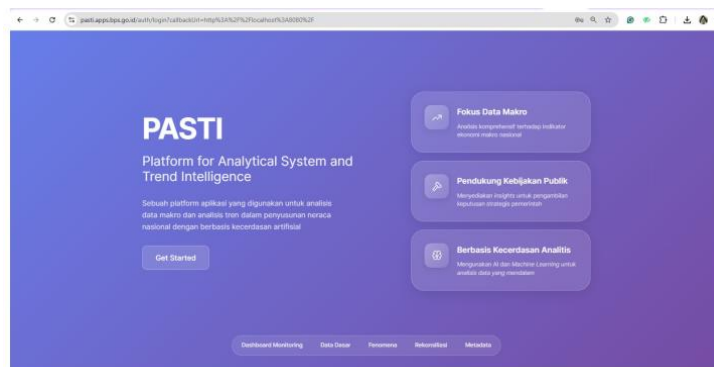 pasti.apps.bps.go.id/auth/login?callbackUrl=http%3A%2F%2Flocalhost%3A8080%2F
PASTI
Platform for Analytical System and
Trend Intelligence
Sebuah platform aplikasi yang digunakan untuk analisis
data makro dan analisis tren dalam penyusunan neraca
nasional dengan berbasis kecerdasan artifisial
Get Started
Fokus Data Makro
Analisis komprehensif terhadap indikator
ekonomi makro nasional
Pendukung Kebijakan Publik
Menyediakan insights untuk pengambilan
keputusan strategis pemerintah
Berbasis Kecerdasan Analitis
Mengunakan AI dan Machine Learning untuk
analisis data yang mendalam
Dashboard Monitoring Data Dasar Fenomena Rekonsiliasi Metadata